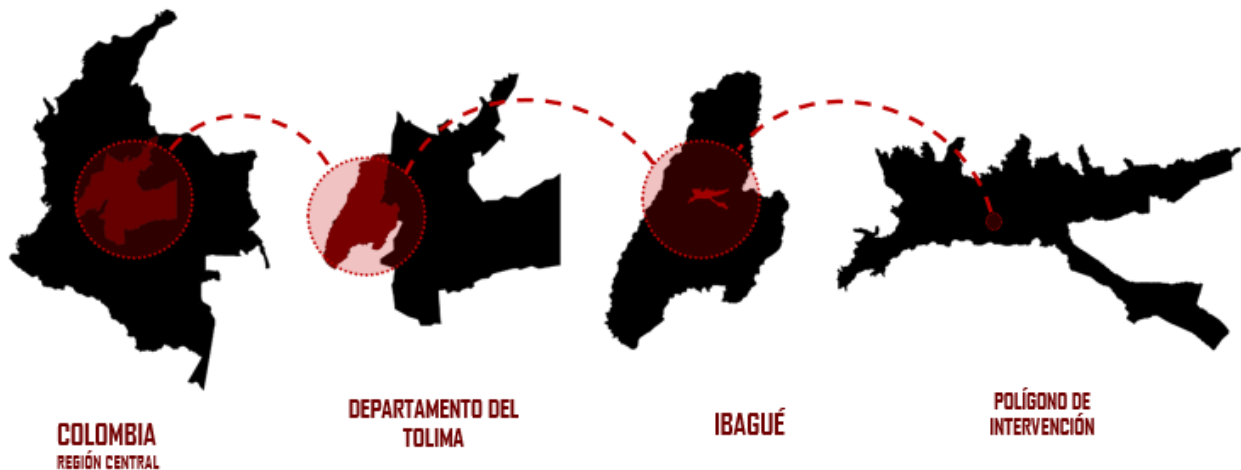 COLOMBIA
REGIÓN CENTRAL
DEPARTAMENTO DEL
TOLIMA
IBAGUÉ
POLÍGONO DE
INTERVENCIÓN